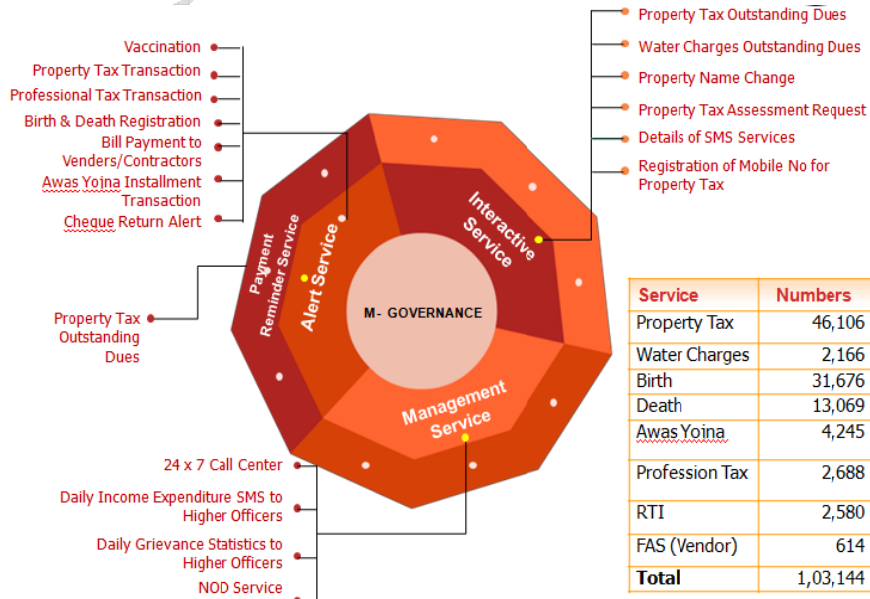 Vaccination
Property Tax Transaction
Professional Tax Transaction
Birth & Death Registration
Bill Payment to
Venders/Contractors
Awas Yojna Installment
Transaction
Cheque Return Alert
Property Tax
Outstanding
Dues
Property Tax Outstanding Dues
Water Charges Outstanding Dues
Property Name Change
Property Tax Assessment Request
Details of SMS Services
Registration of Mobile No for
Property Tax
Payment
Reminder Service
Alert Service
Interactive
Service
M- GOVERNANCE
Management
Service
24 x 7 Call Center
Daily Income Expenditure SMS to
Higher Officers
Daily Grievance Statistics to
Higher Officers
NOD Service
Service Numbers
Property Tax 46,106
Water Charges 2,166
Birth 31,676
Death 13,069
Awas Yojna 4,245
Profession Tax 2,688
RTI 2,580
FAS (Vendor) 614
Total 1,03,144